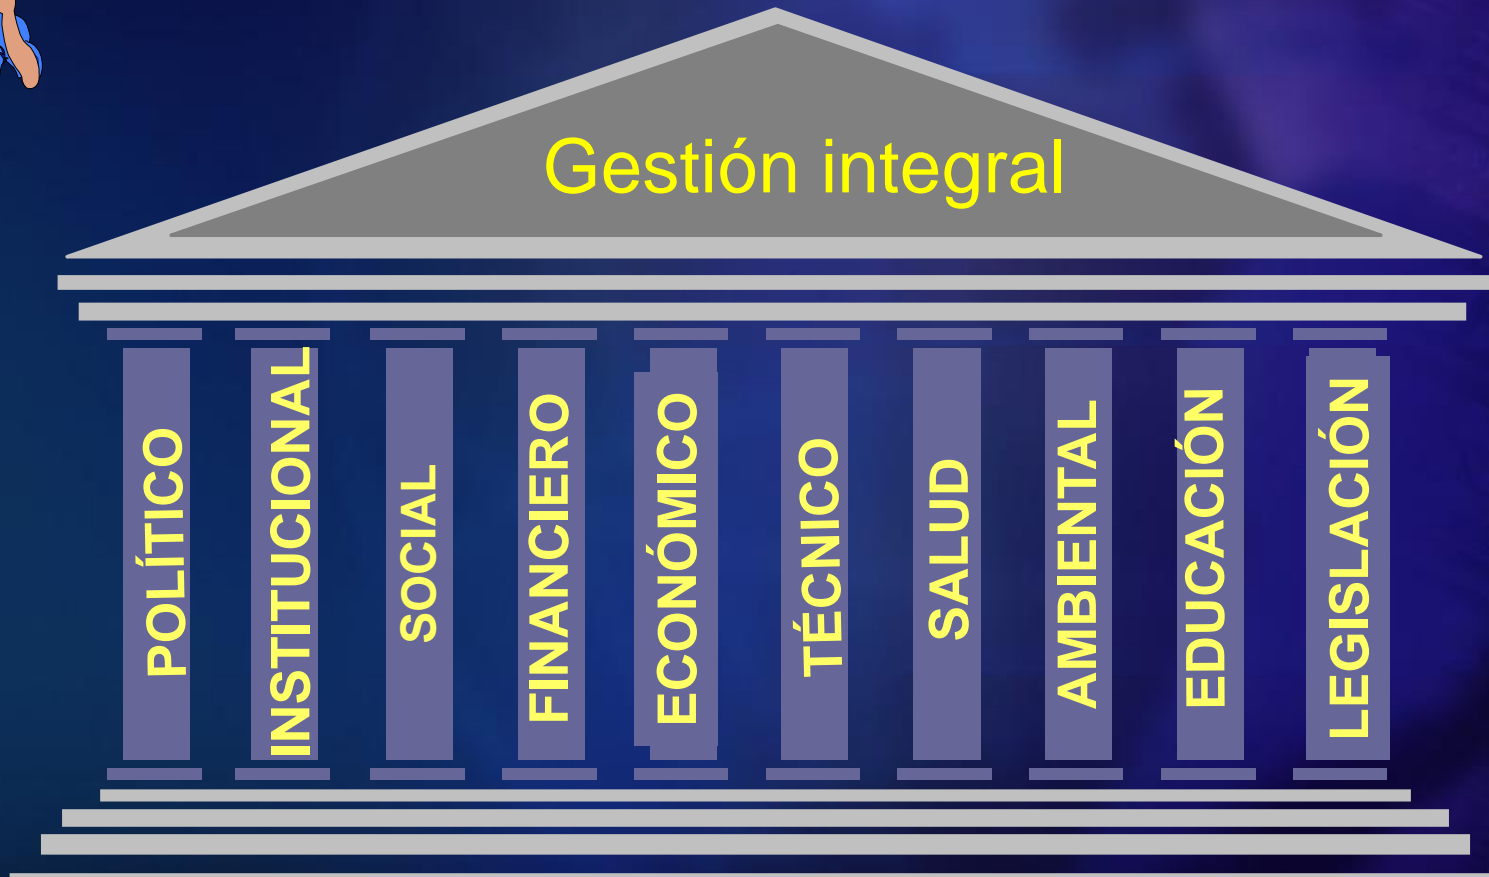 Gestión integral
POLÍTICO
INSTITUCIONAL
SOCIAL
FINANCIERO
ECONÓMICO
TÉCNICO
SALUD
AMBIENTAL
EDUCACIÓN
LEGISLACIÓN